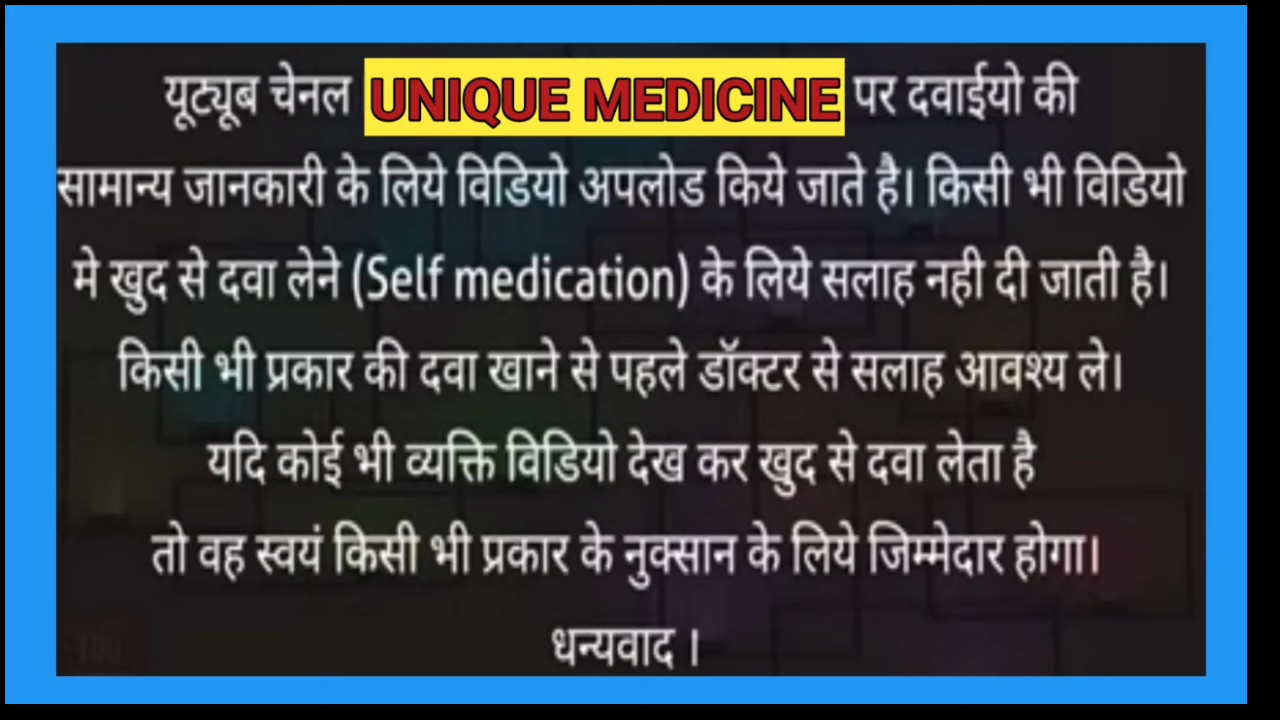 यूट्यूब चेनल UNIQUE MEDICINE पर दवाईयो की
सामान्य जानकारी के लिये विडियो अपलोड किये जाते है। किसी भी विडियो
मे खुद से दवा लेने (Self medication) के लिये सलाह नही दी जाती है।
किसी भी प्रकार की दवा खाने से पहले डॉक्टर से सलाह आवश्य ले।
यदि कोई भी व्यक्ति विडियो देख कर खुद से दवा लेता है
तो वह स्वयं किसी भी प्रकार के नुक्सान के लिये जिम्मेदार होगा।
धन्यवाद ।